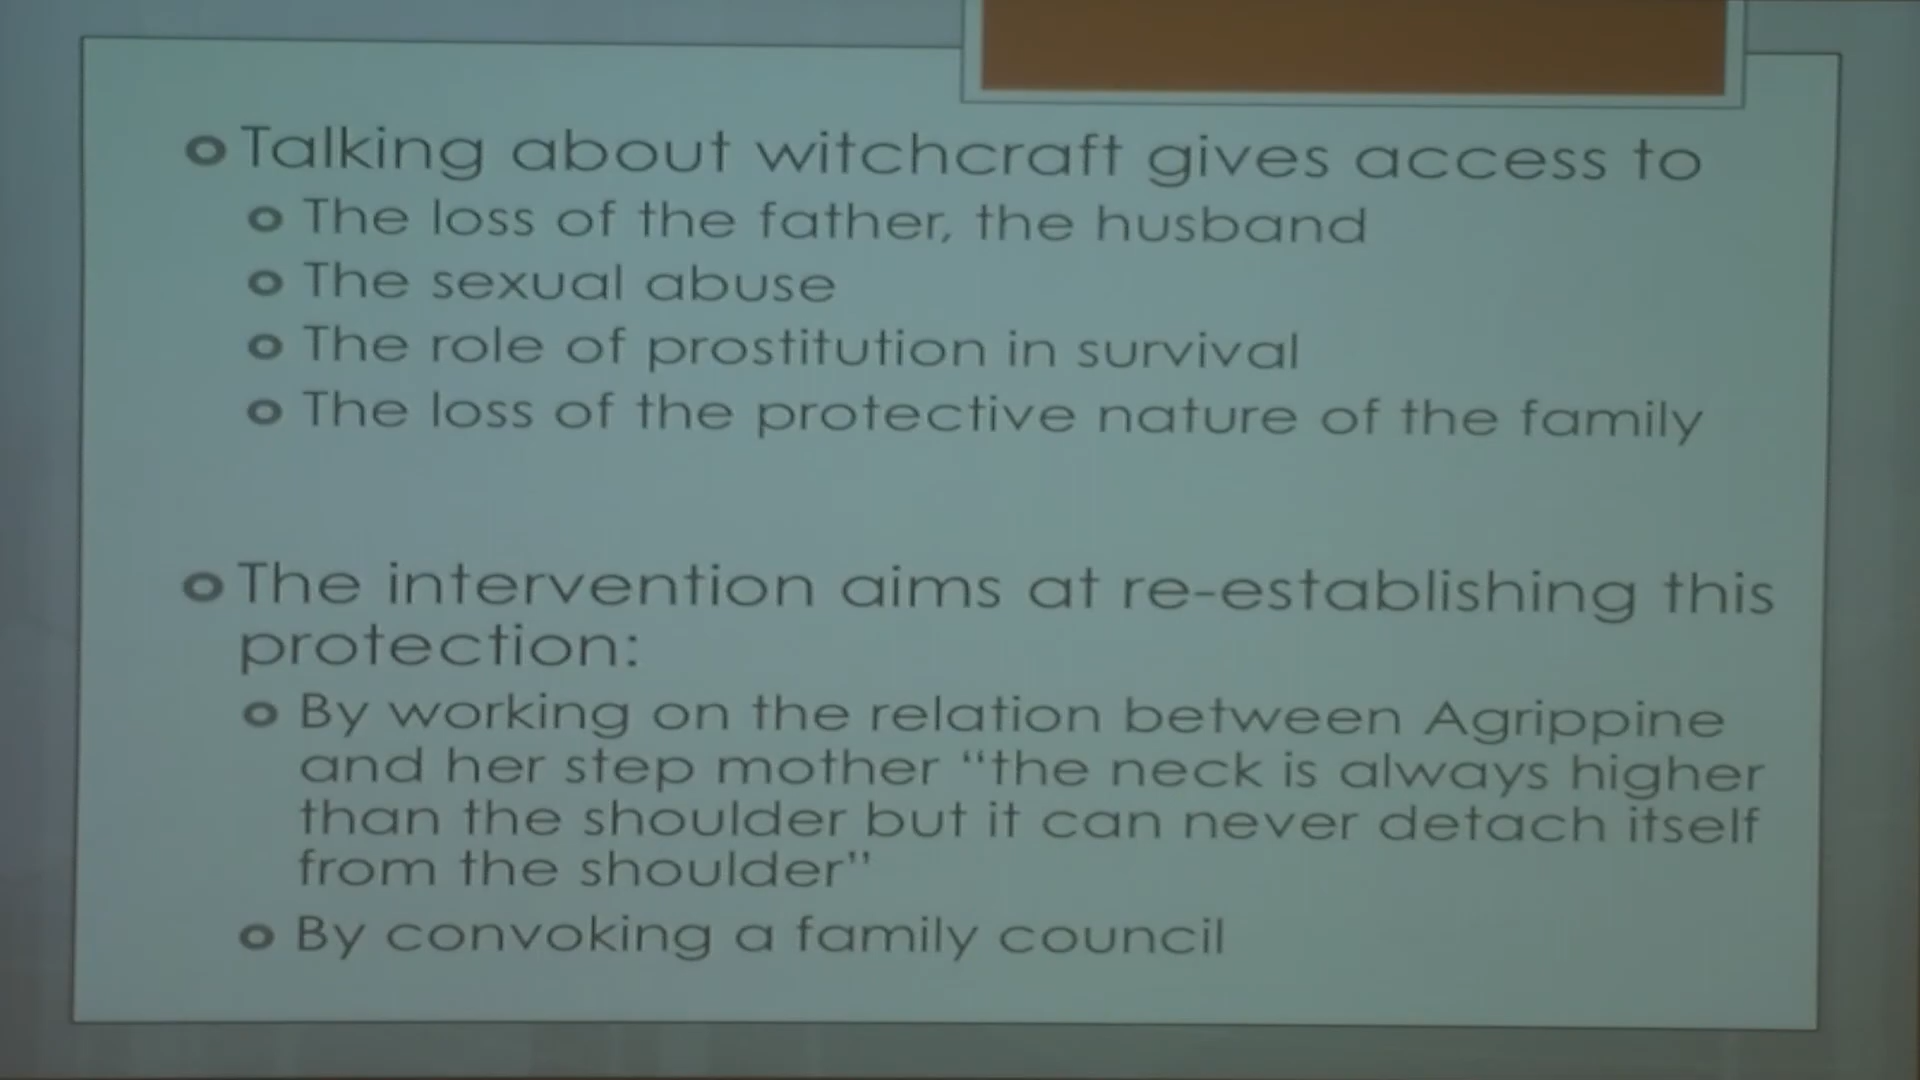 Talking about witchcraft gives access to
The loss of the father, the husband
The sexual abuse
The role of prostitution in survival
The loss of the protective nature of the family
The intervention aims at re-establishing this
protection:
By working on the relation between Agrippine
and her step mother “the neck is always higher
than the shoulder but it can never detach itself
from the shoulder”
By convoking a family council